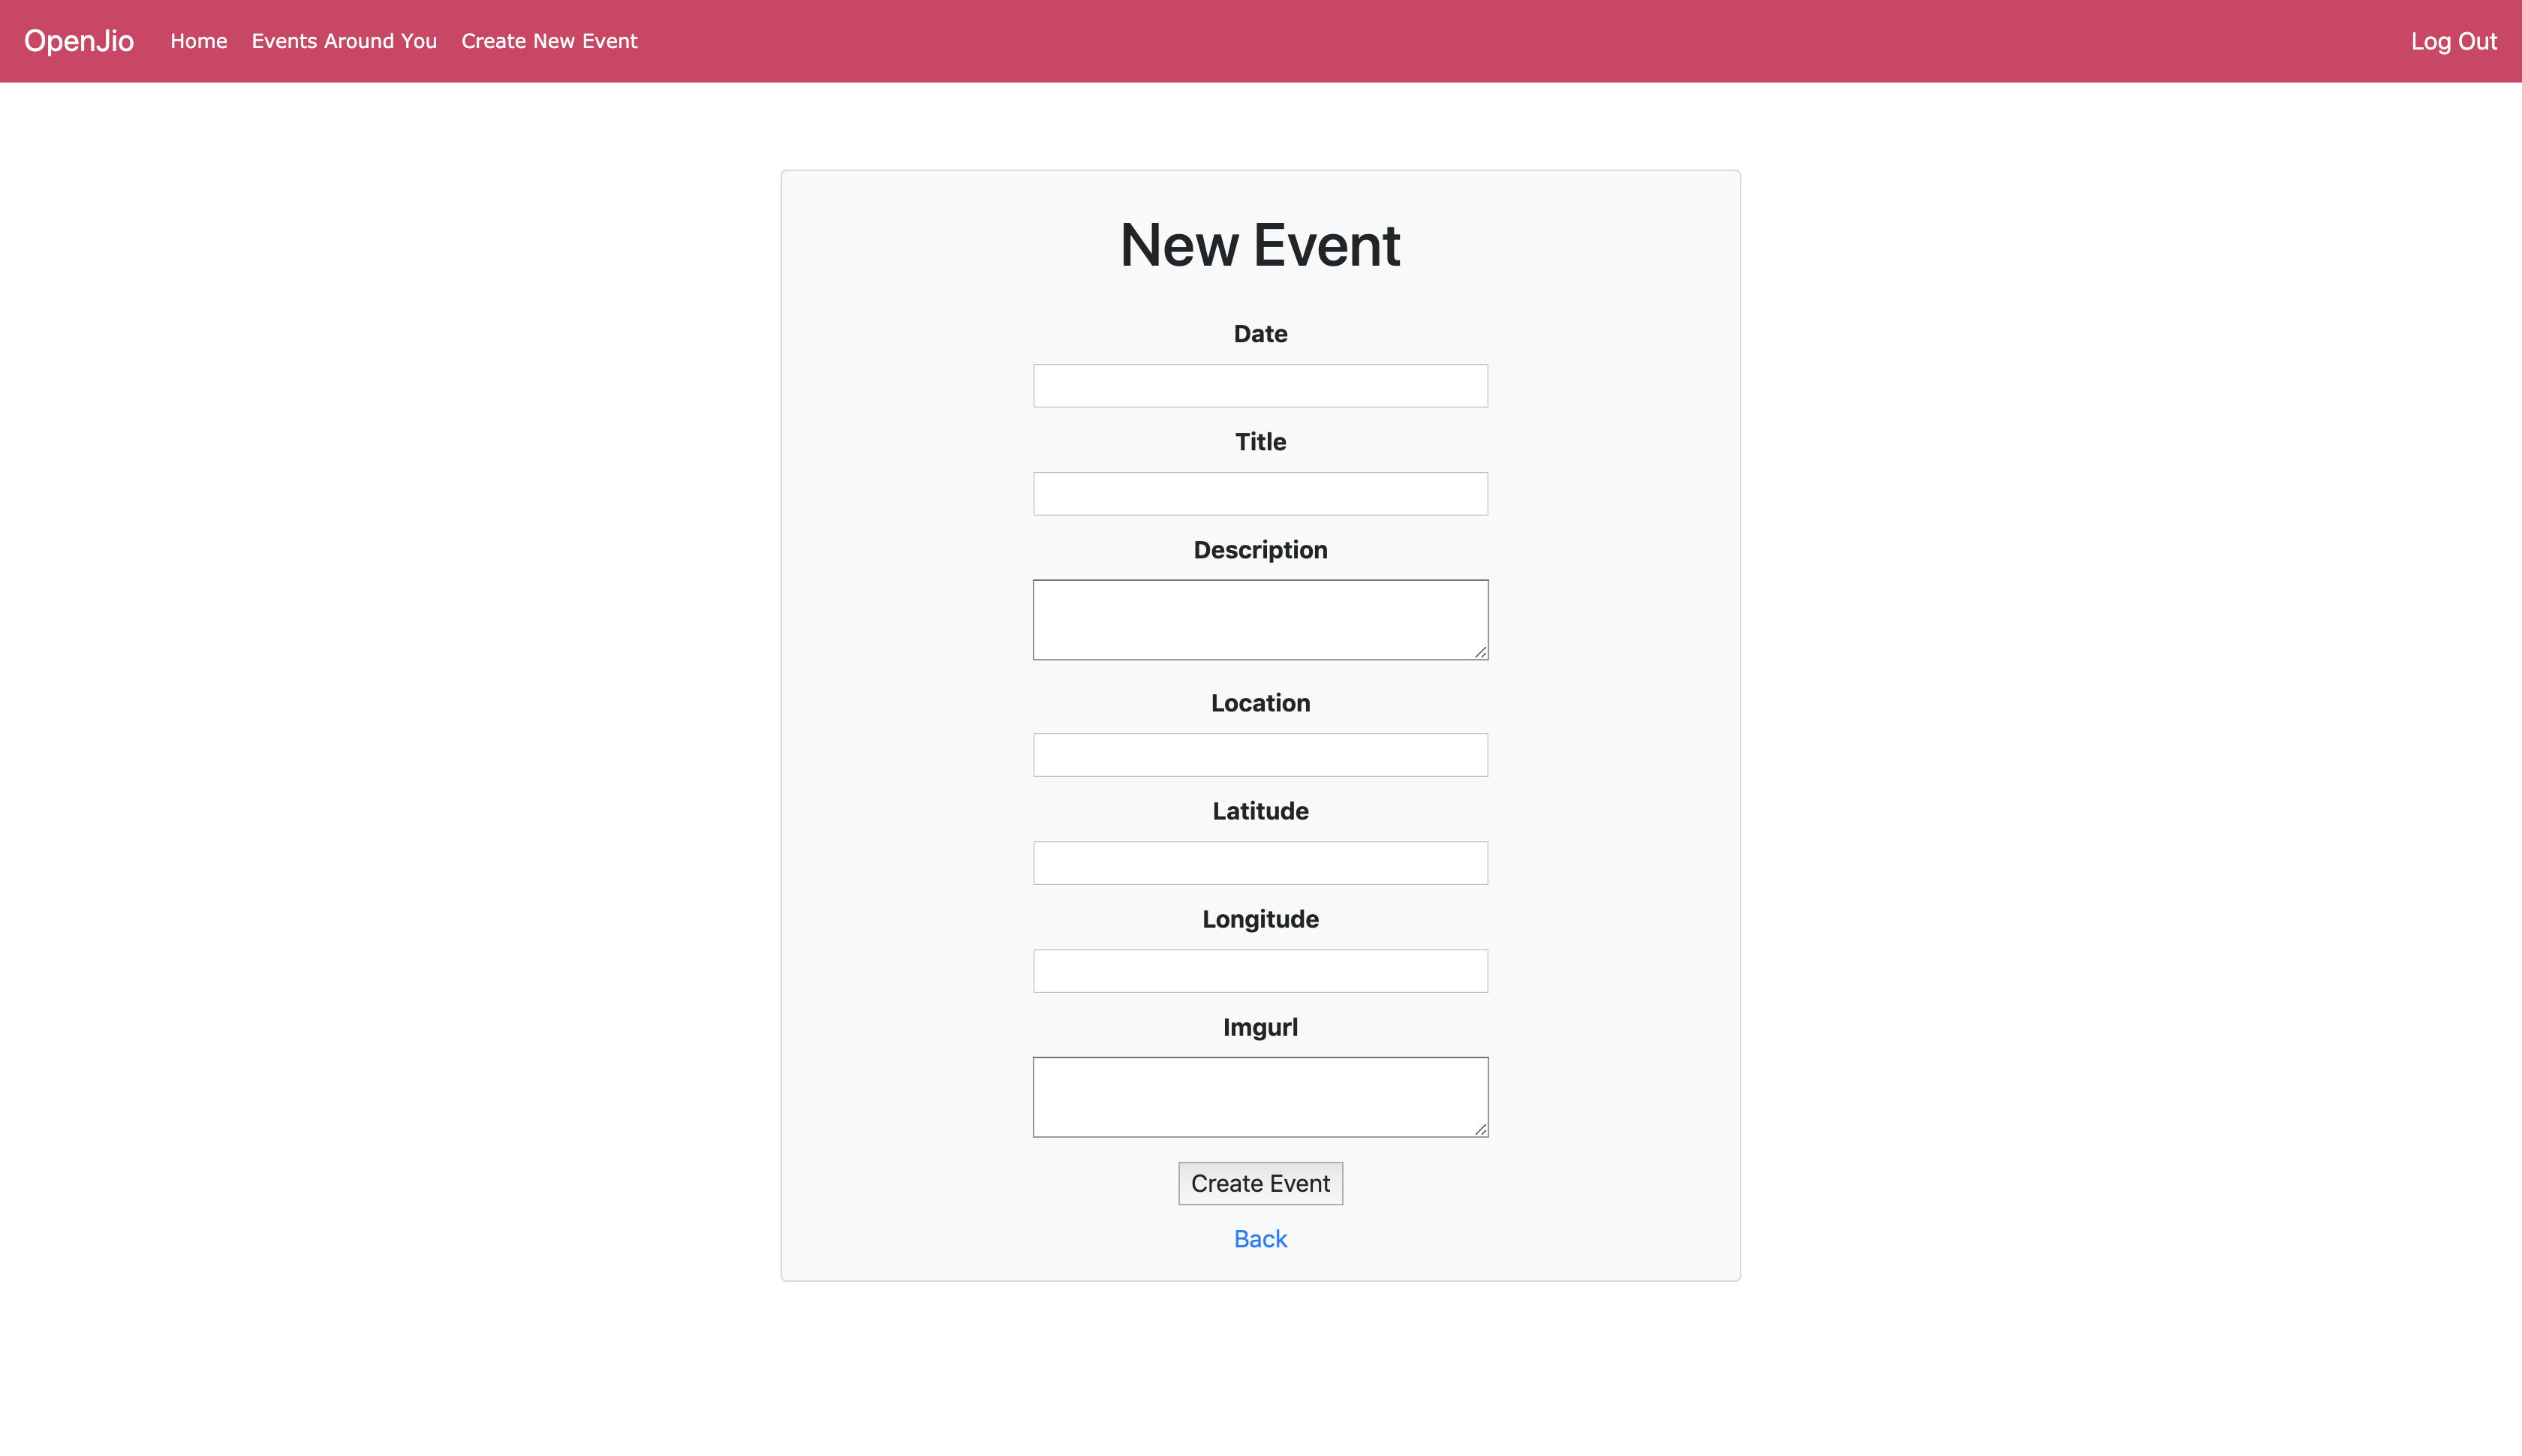 OpenJio Home Events Around You Create New Event Log Out
New Event
Date
Title
Description
Location
Latitude
Longitude
Imgurl
Create Event
Back